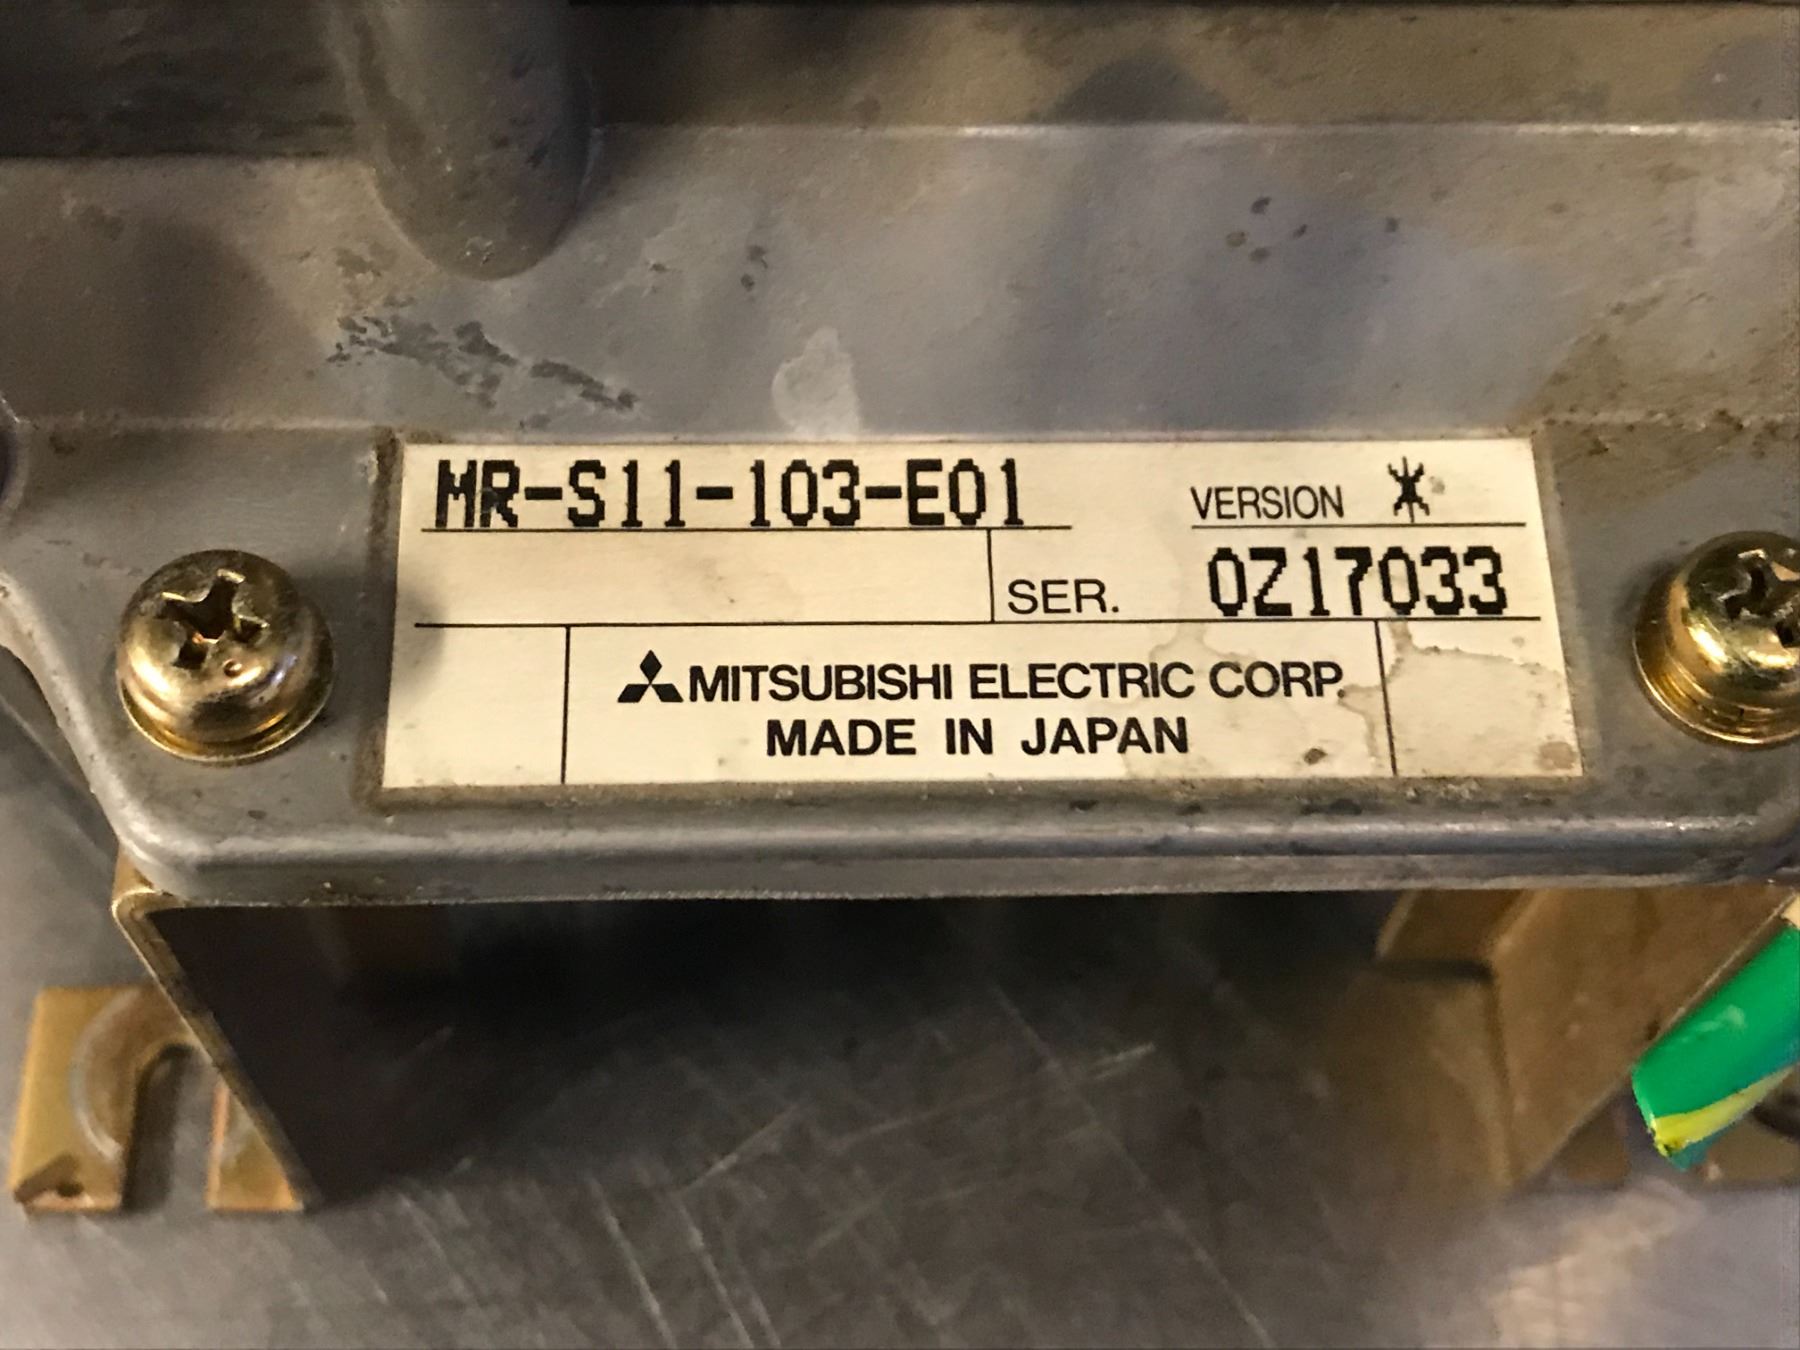 MR-S11-103-E01
VERSION *
SER. 0Z17033
MITSUBISHI ELECTRIC CORP.
MADE IN JAPAN